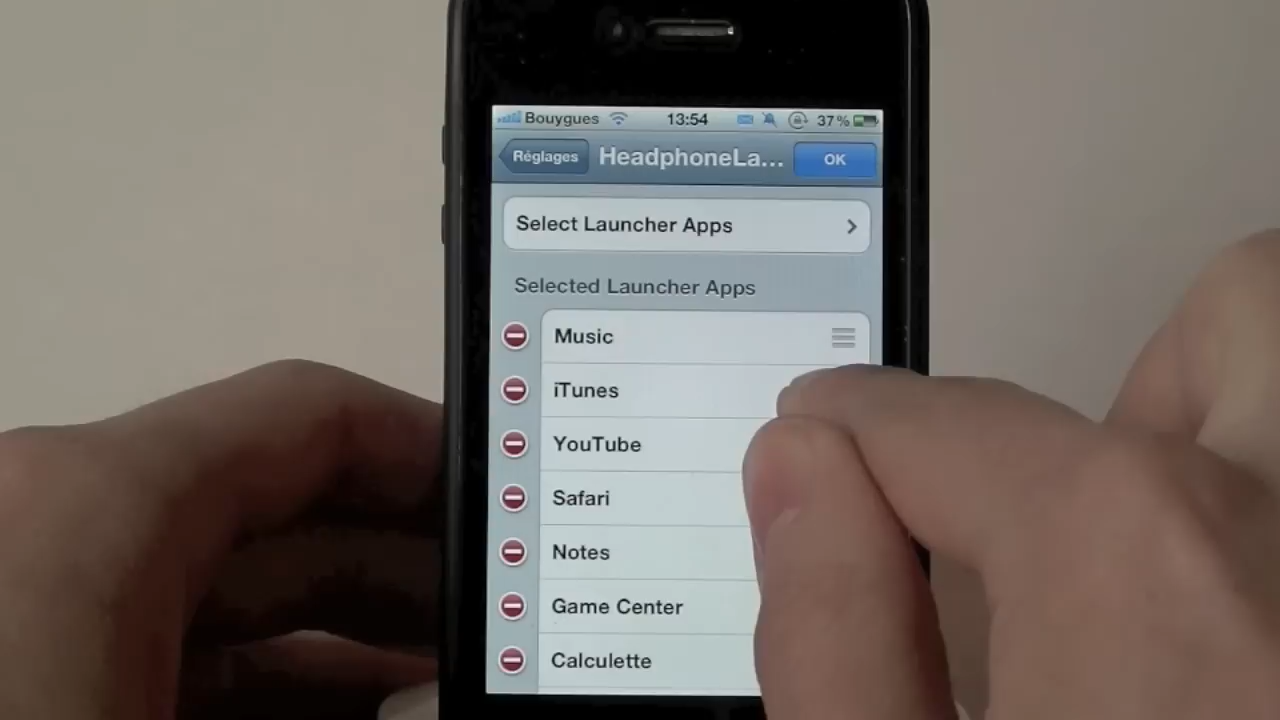 Bouygues 13:54 37%
Réglages HeadphoneLa... OK
Select Launcher Apps
Selected Launcher Apps
Music
iTunes
YouTube
Safari
Notes
Game Center
Calculette